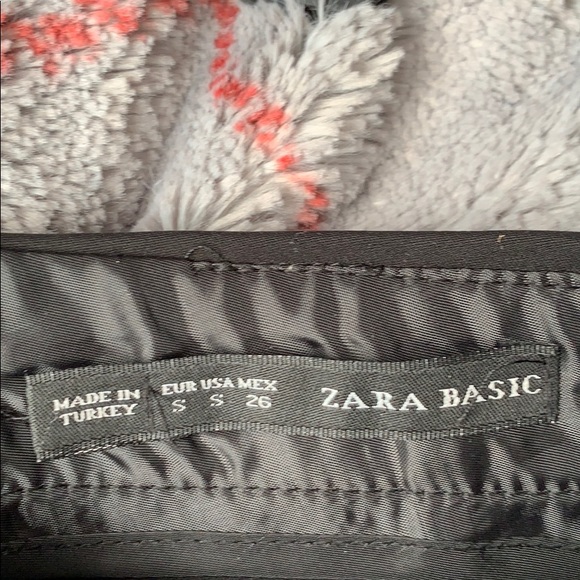 MADE IN
TURKEY
EUR USA MEX
S S 26
ZARA BASIC